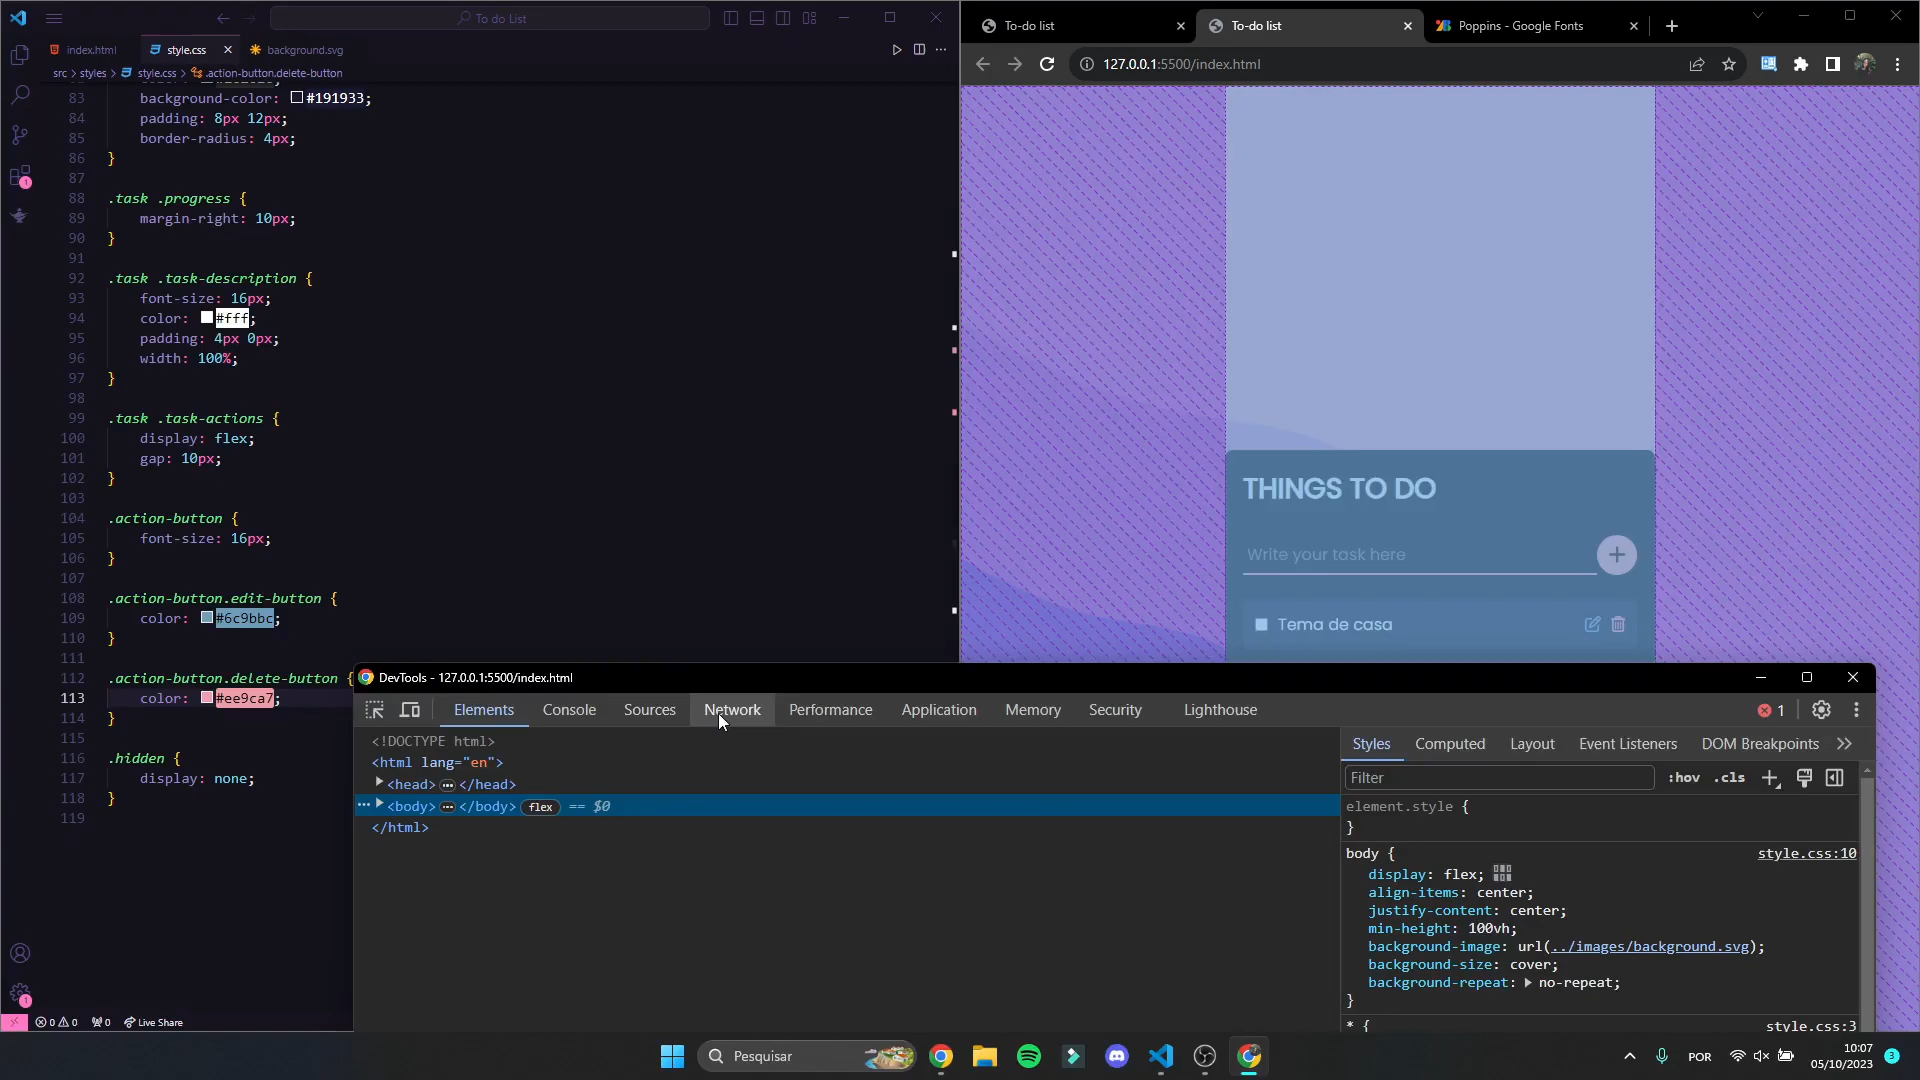 To do List
index.html
style.css
background.svg
src > styles > style.css > .action-button.delete-button
83 background-color: #191933;
84 padding: 8px 12px;
85 border-radius: 4px;
86 }
87
88 .task .progress {
89 margin-right: 10px;
90 }
91
92 .task .task-description {
93 font-size: 16px;
94 color: #fff;
95 padding: 4px 0px;
96 width: 100%;
97 }
98
99 .task .task-actions {
100 display: flex;
101 gap: 10px;
102 }
103
104 .action-button {
105 font-size: 16px;
106 }
107
108 .action-button.edit-button {
109 color: #6c9bbc;
110 }
111
112 .action-button.delete-button {
113 color: #ee9ca7;
114 }
115
116 .hidden {
117 display: none;
118 }
119
1
1
0 0
0
Live Share
To-do list
To-do list
Poppins - Google Fonts
127.0.0.1:5500/index.html
THINGS TO DO
Write your task here
Tema de casa
DevTools - 127.0.0.1:5500/index.html
Elements Console Sources Network Performance Application Memory Security Lighthouse
1
<!DOCTYPE html>
<html lang="en">
<head> </head>
<body> </body> flex == $0
</html>
Styles Computed Layout Event Listeners DOM Breakpoints
Filter
:hov .cls
element.style {
}
body {
style.css:10
display: flex;
align-items: center;
justify-content: center;
min-height: 100vh;
background-image: url(../images/background.svg);
background-size: cover;
background-repeat: no-repeat;
}
* {
style.css:3
Pesquisar
POR
10:07
05/10/2023
3